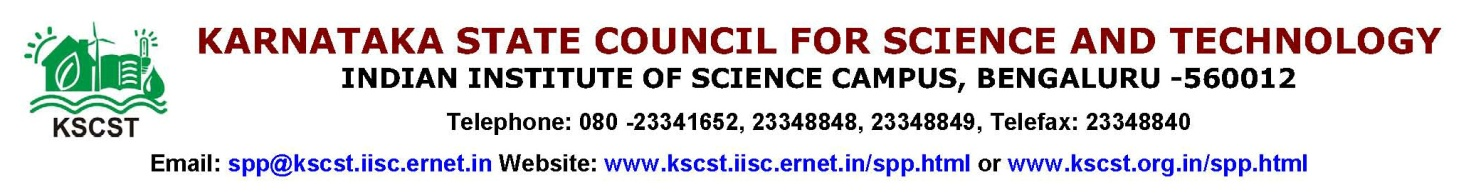 KARNATAKA STATE COUNCIL FOR SCIENCE AND TECHNOLOGY
INDIAN INSTITUTE OF SCIENCE CAMPUS, BENGALURU -560012
KSCST
Telephone: 080 -23341652, 23348848, 23348849, Telefax: 23348840
Email: spp@kscst.iisc.ernet.in Website: www.kscst.iisc.ernet.in/spp.html or www.kscst.org.in/spp.html